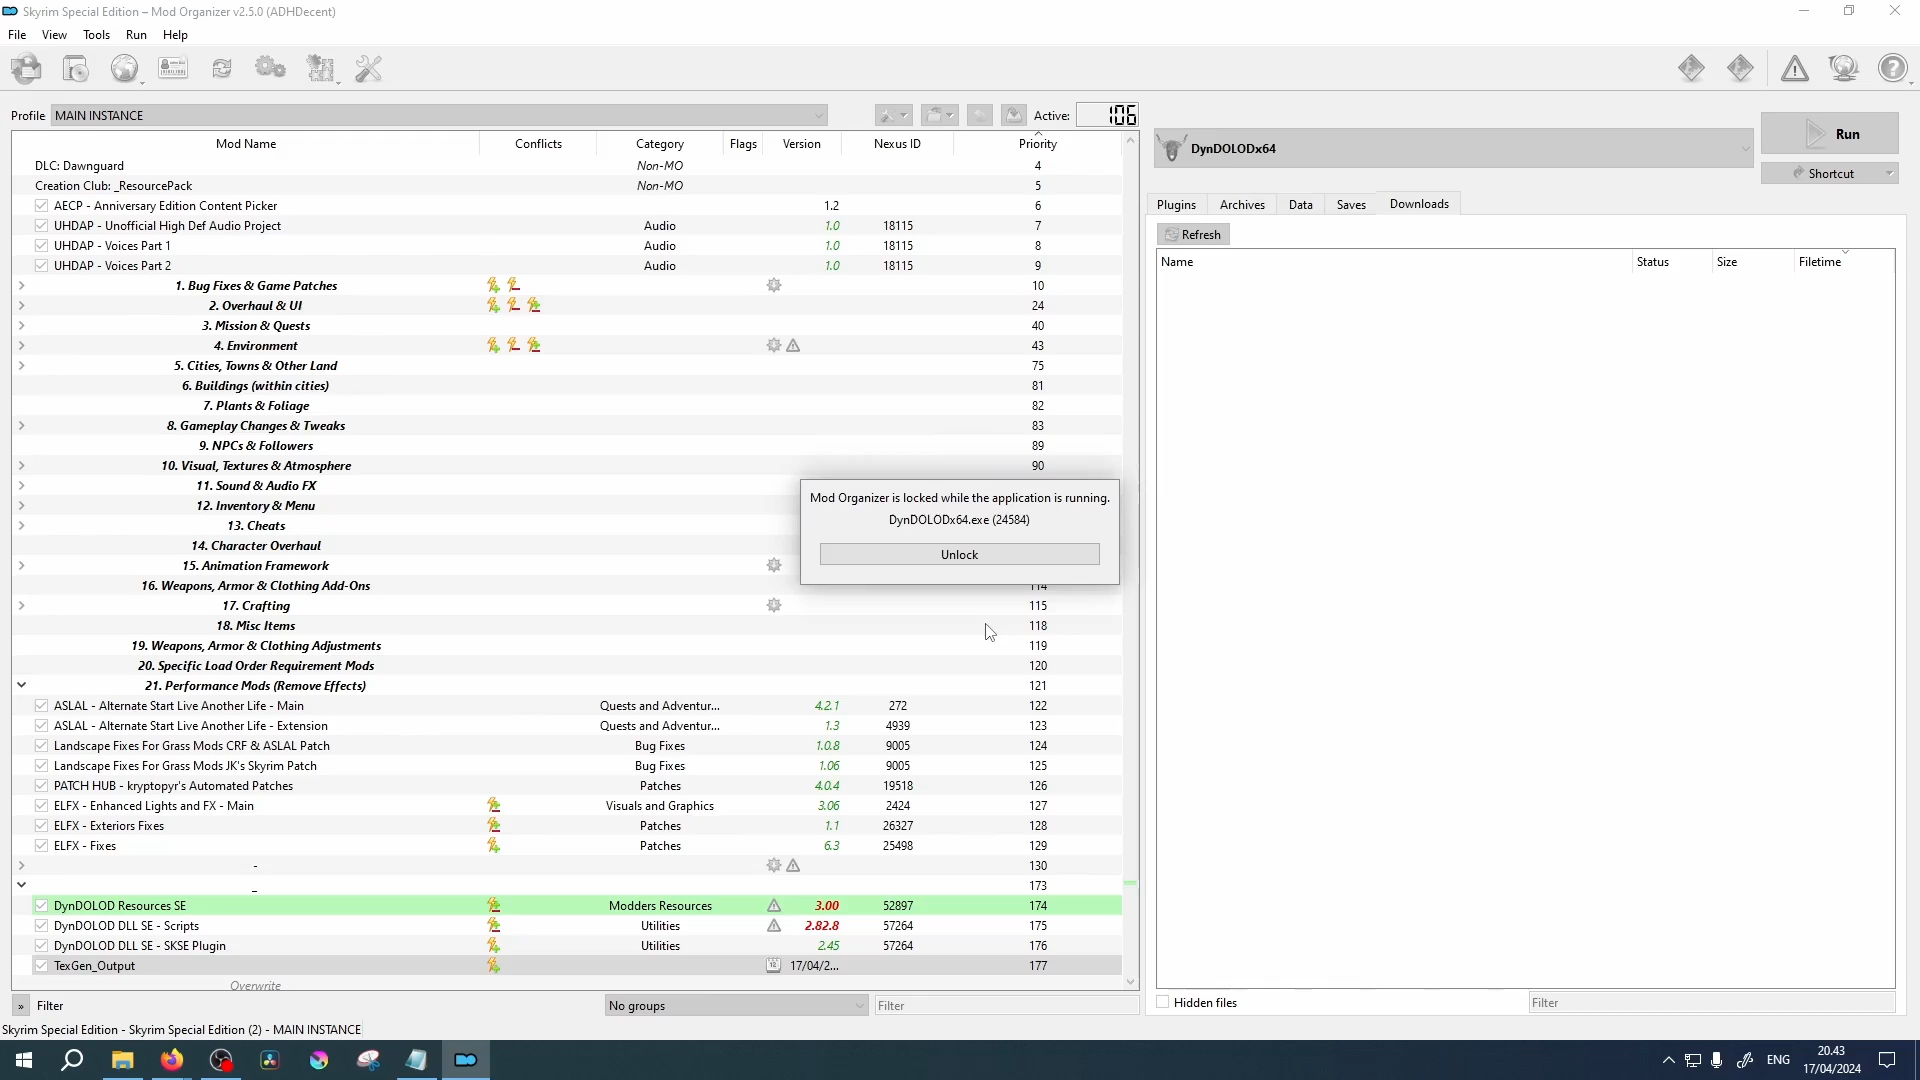 Skyrim Special Edition – Mod Organizer v2.5.0 (ADHDecent)
File View Tools Run Help
Profile MAIN INSTANCE Active: 106
Mod Name Conflicts Category Flags Version Nexus ID Priority
DLC: Dawnguard Non-MO 4
Creation Club: _ResourcePack Non-MO 5
AECP - Anniversary Edition Content Picker 1.2 6
UHDAP - Unofficial High Def Audio Project Audio 1.0 18115 7
UHDAP - Voices Part 1 Audio 1.0 18115 8
UHDAP - Voices Part 2 Audio 1.0 18115 9
1. Bug Fixes & Game Patches 10
2. Overhaul & UI 24
3. Mission & Quests 40
4. Environment 43
5. Cities, Towns & Other Land 75
6. Buildings (within cities) 81
7. Plants & Foliage 82
8. Gameplay Changes & Tweaks 83
9. NPCs & Followers 89
10. Visual, Textures & Atmosphere 90
11. Sound & Audio FX
12. Inventory & Menu
13. Cheats
14. Character Overhaul
15. Animation Framework
16. Weapons, Armor & Clothing Add-Ons 114
17. Crafting 115
18. Misc Items 118
19. Weapons, Armor & Clothing Adjustments 119
20. Specific Load Order Requirement Mods 120
21. Performance Mods (Remove Effects) 121
ASLAL - Alternate Start Live Another Life - Main Quests and Adventur... 4.2.1 272 122
ASLAL - Alternate Start Live Another Life - Extension Quests and Adventur... 1.3 4939 123
Landscape Fixes For Grass Mods CRF & ASLAL Patch Bug Fixes 1.0.8 9005 124
Landscape Fixes For Grass Mods JK's Skyrim Patch Bug Fixes 1.06 9005 125
PATCH HUB - kryptopyr's Automated Patches Patches 4.0.4 19518 126
ELFX - Enhanced Lights and FX - Main Visuals and Graphics 3.06 2424 127
ELFX - Exteriors Fixes Patches 1.1 26327 128
ELFX - Fixes Patches 6.3 25498 129
- 130
_ 173
DynDOLOD Resources SE Modders Resources 3.00 52897 174
DynDOLOD DLL SE - Scripts Utilities 2.82.8 57264 175
DynDOLOD DLL SE - SKSE Plugin Utilities 2.45 57264 176
TexGen_Output 17/04/2... 177
Overwrite
» Filter No groups Filter
Skyrim Special Edition - Skyrim Special Edition (2) - MAIN INSTANCE
Mod Organizer is locked while the application is running.
DynDOLODx64.exe (24584)
Unlock
DynDOLODx64
Run
Shortcut
Plugins Archives Data Saves Downloads
Refresh
Name Status Size Filetime
Hidden files Filter
ENG
20.43
17/04/2024